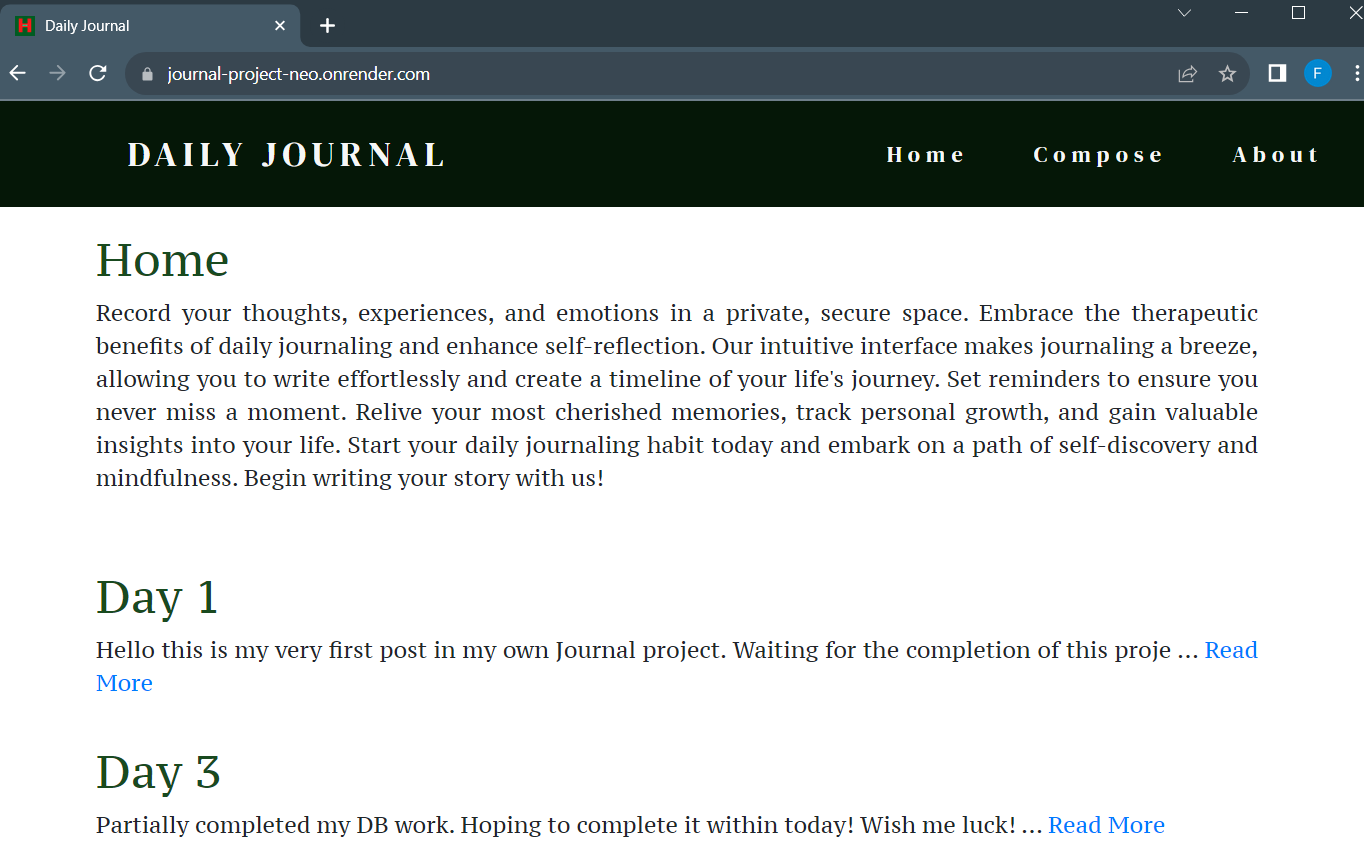 H Daily Journal
journal-project-neo.onrender.com
F
DAILY JOURNAL Home Compose About
Home
Record your thoughts, experiences, and emotions in a private, secure space. Embrace the therapeutic
benefits of daily journaling and enhance self-reflection. Our intuitive interface makes journaling a breeze,
allowing you to write effortlessly and create a timeline of your life's journey. Set reminders to ensure you
never miss a moment. Relive your most cherished memories, track personal growth, and gain valuable
insights into your life. Start your daily journaling habit today and embark on a path of self-discovery and
mindfulness. Begin writing your story with us!
Day 1
Hello this is my very first post in my own Journal project. Waiting for the completion of this proje ... Read
More
Day 3
Partially completed my DB work. Hoping to complete it within today! Wish me luck! ... Read More